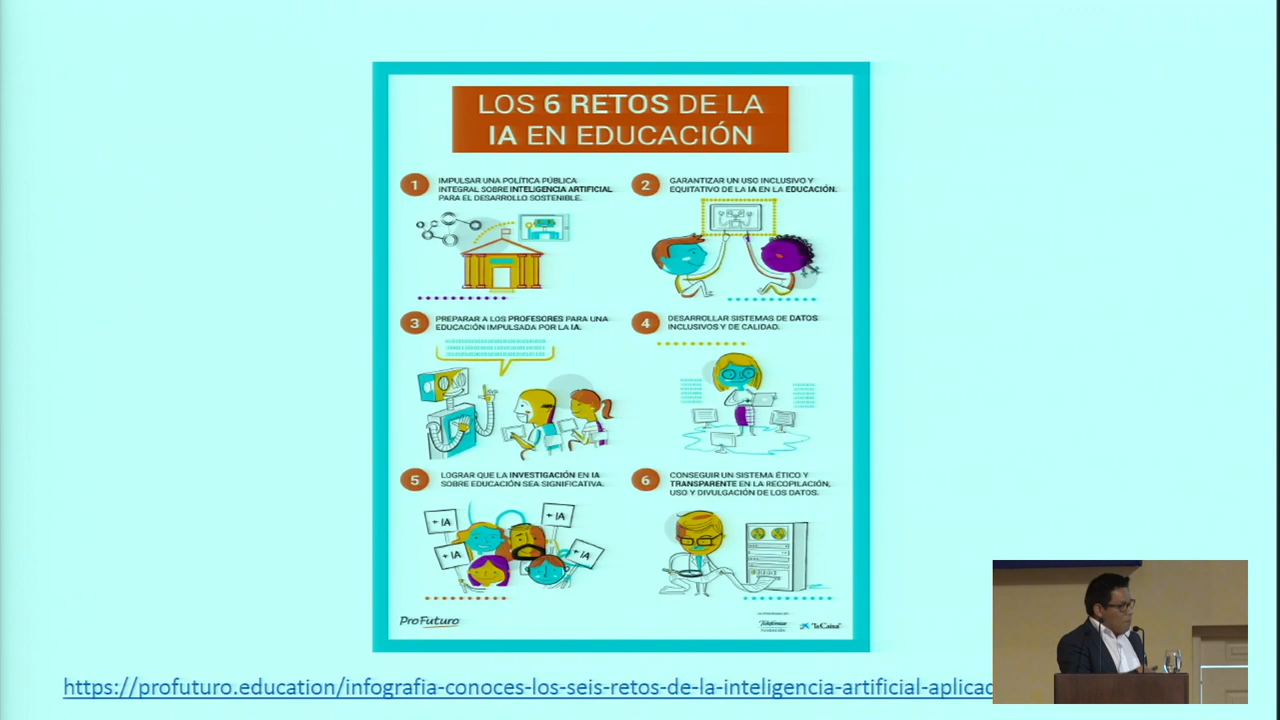 LOS 6 RETOS DE LA
IA EN EDUCACIÓN
1
IMPULSAR UNA POLÍTICA PÚBLICA
INTEGRAL SOBRE INTELIGENCIA ARTIFICIAL
PARA EL DESARROLLO SOSTENIBLE.
2
GARANTIZAR UN USO INCLUSIVO Y
EQUITATIVO DE LA IA EN LA EDUCACIÓN.
3
PREPARAR A LOS PROFESORES PARA UNA
EDUCACIÓN IMPULSADA POR LA IA.
4
DESARROLLAR SISTEMAS DE DATOS
INCLUSIVOS Y DE CALIDAD.
5
LOGRAR QUE LA INVESTIGACIÓN EN IA
SOBRE EDUCACIÓN SEA SIGNIFICATIVA.
+ IA
+ IA
+ IA
+ IA
6
CONSEGUIR UN SISTEMA ÉTICO Y
TRANSPARENTE EN LA RECOPILACIÓN,
USO Y DIVULGACIÓN DE LOS DATOS.
ProFuturo
Telefónica
FUNDACIÓN
"la Caixa"
https://profuturo.education/infografia-conoces-los-seis-retos-de-la-inteligencia-artificial-aplicad